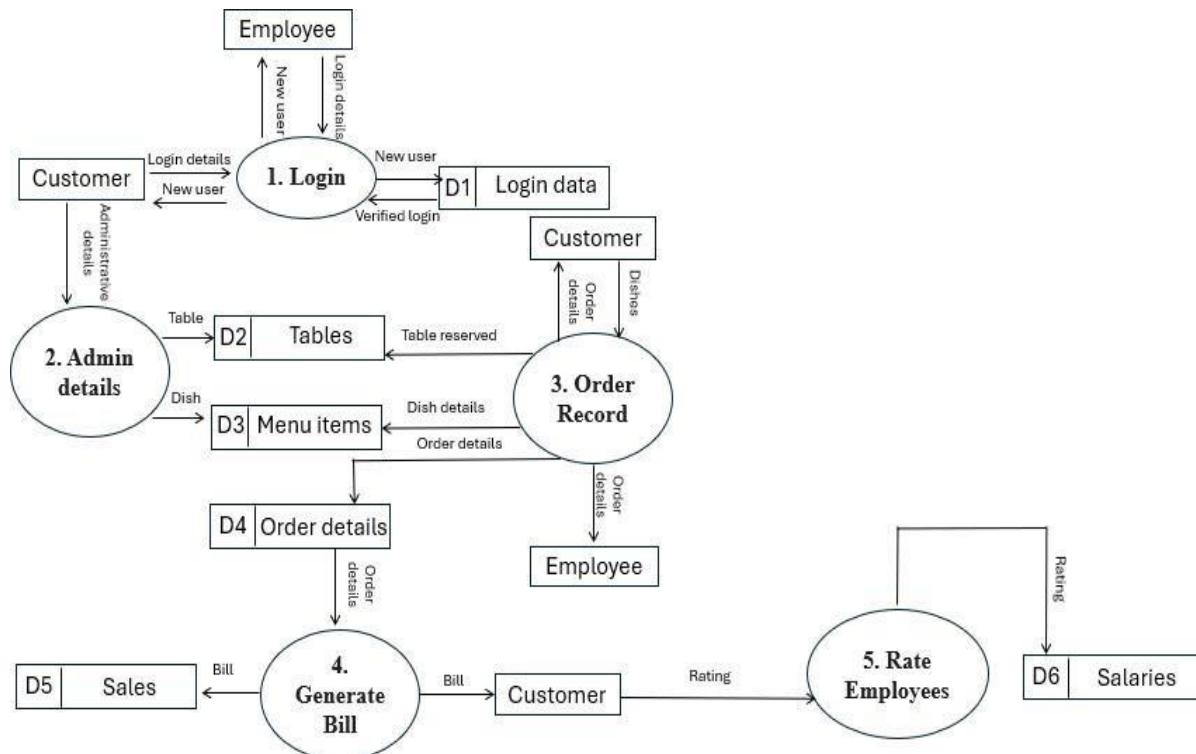 Employee
New user
Login details
Customer
Login details
New user
1. Login
New user
Verified login
D1 Login data
Administrative
details
Customer
Order
details
Dishes
2. Admin
details
Table
D2 Tables
Table reserved
3. Order
Record
Dish
D3 Menu items
Dish details
Order details
Order
details
D4 Order details
Employee
Order
details
D5 Sales
Bill
4.
Generate
Bill
Bill
Customer
Rating
5. Rate
Employees
Rating
D6 Salaries